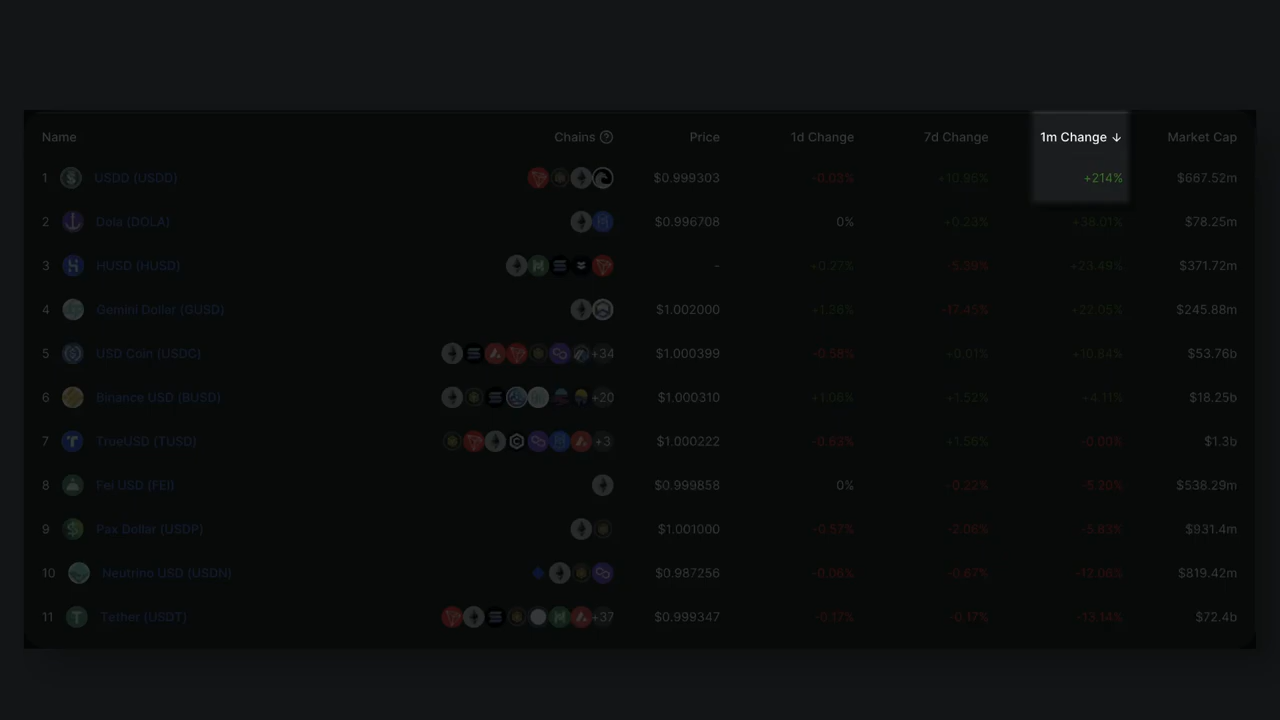 Name Chains ? Price 1d Change 7d Change 1m Change ↓ Market Cap
1 USDD (USDD) $0.999303 -0.03% +10.96% +214% $667.52m
2 Dola (DOLA) $0.996708 0% +0.23% +38.01% $78.25m
3 HUSD (HUSD) - +0.27% -5.39% +23.49% $371.72m
4 Gemini Dollar (GUSD) $1.002000 +1.36% -17.45% +22.05% $245.88m
5 USD Coin (USDC) +34 $1.000399 -0.58% +0.01% +10.84% $53.76b
6 Binance USD (BUSD) +20 $1.000310 +1.06% +1.52% +4.11% $18.25b
7 TrueUSD (TUSD) +3 $1.000222 -0.83% +1.56% -0.00% $1.3b
8 Fei USD (FEI) $0.999858 0% -0.22% -5.20% $538.29m
9 Pax Dollar (USDP) $1.001000 -0.57% -2.08% -5.83% $931.4m
10 Neutrino USD (USDN) $0.987256 -0.06% -0.67% -12.06% $819.42m
11 Tether (USDT) +37 $0.999347 -0.17% -0.17% -13.14% $72.4b